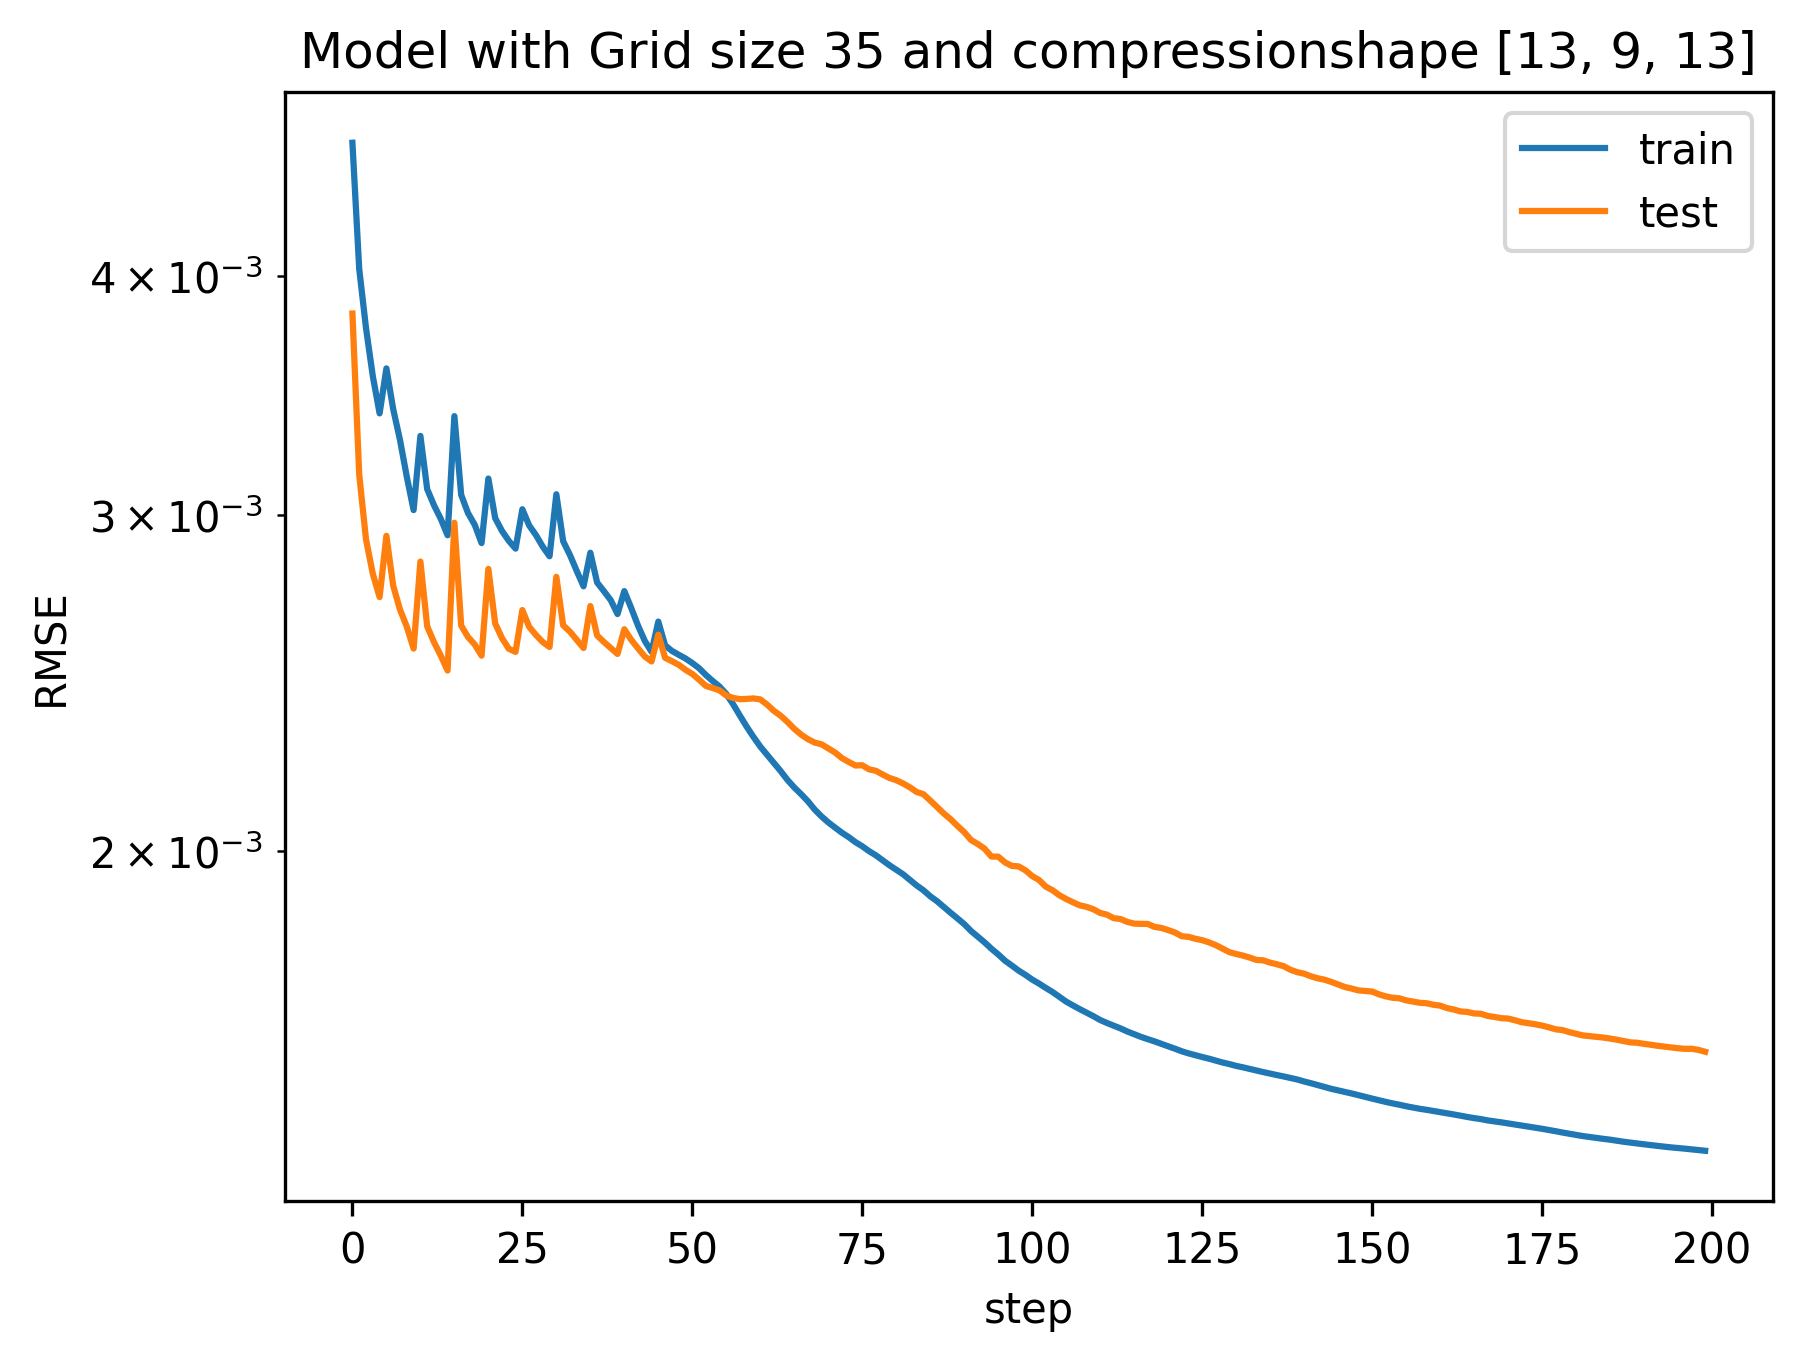 Model with Grid size 35 and compressionshape [13, 9, 13]
train
test
4 × 10⁻³
3 × 10⁻³
2 × 10⁻³
RMSE
0 25 50 75 100 125 150 175 200
step